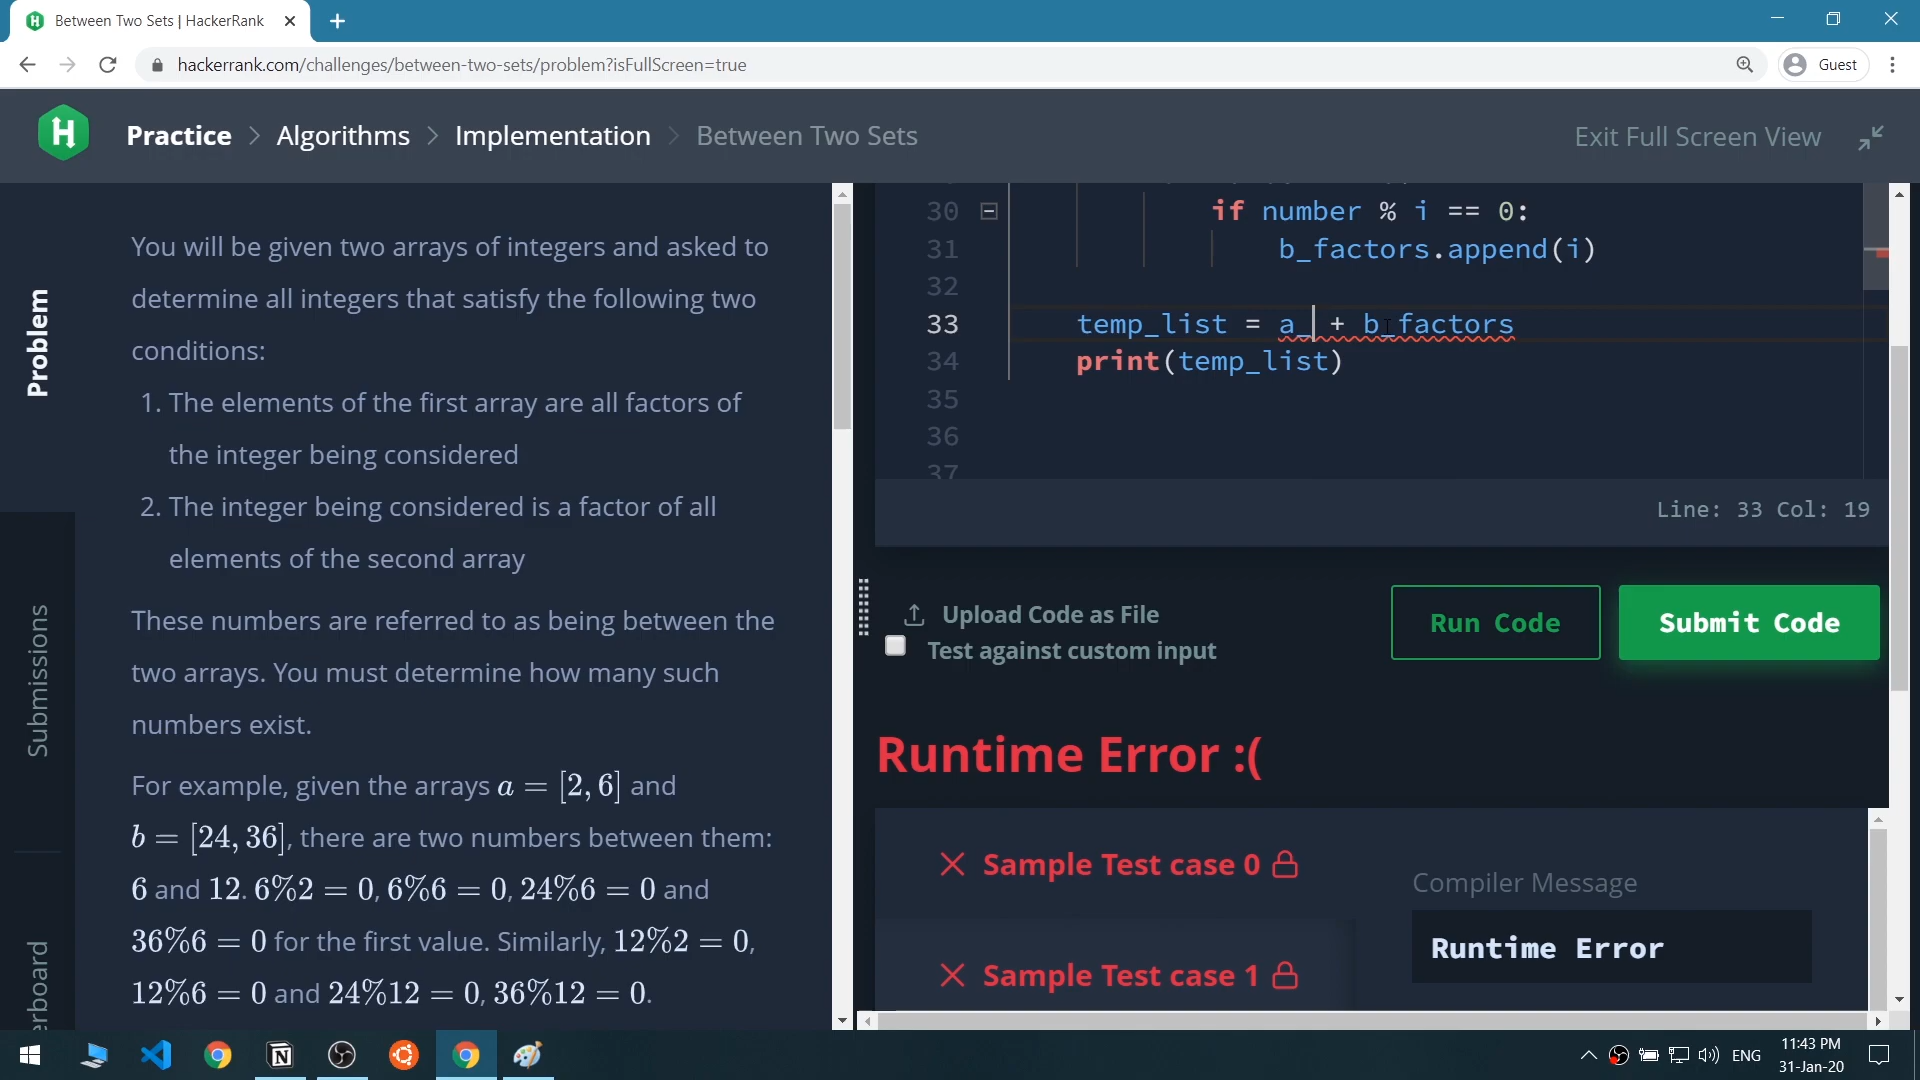 Between Two Sets | HackerRank
hackerrank.com/challenges/between-two-sets/problem?isFullScreen=true
Guest
H
Practice
Algorithms
Implementation
Between Two Sets
Exit Full Screen View
Problem
Submissions
erboard
You will be given two arrays of integers and asked to
determine all integers that satisfy the following two
conditions:
1. The elements of the first array are all factors of
the integer being considered
2. The integer being considered is a factor of all
elements of the second array
These numbers are referred to as being between the
two arrays. You must determine how many such
numbers exist.
For example, given the arrays a = [2, 6] and
b = [24, 36], there are two numbers between them:
6 and 12. 6%2 = 0, 6%6 = 0, 24%6 = 0 and
36%6 = 0 for the first value. Similarly, 12%2 = 0,
12%6 = 0 and 24%12 = 0, 36%12 = 0.
30 if number % i == 0:
31 b_factors.append(i)
32
33 temp_list = a_ + b_factors
34 print(temp_list)
35
36
37
Line: 33 Col: 19
Upload Code as File
Test against custom input
Run Code
Submit Code
Runtime Error :(
Sample Test case 0
Sample Test case 1
Compiler Message
Runtime Error
ENG
11:43 PM
31-Jan-20